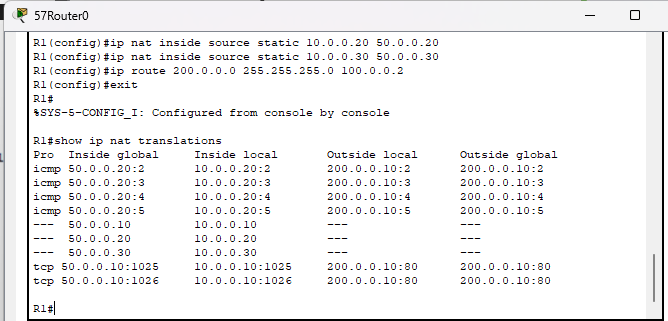 57Router0
R1(config)#ip nat inside source static 10.0.0.20 50.0.0.20
R1(config)#ip nat inside source static 10.0.0.30 50.0.0.30
R1(config)#ip route 200.0.0.0 255.255.255.0 100.0.0.2
R1(config)#exit
R1#
%SYS-5-CONFIG_I: Configured from console by console
R1#show ip nat translations
Pro  Inside global     Inside local       Outside local      Outside global
icmp 50.0.0.20:2       10.0.0.20:2        200.0.0.10:2       200.0.0.10:2
icmp 50.0.0.20:3       10.0.0.20:3        200.0.0.10:3       200.0.0.10:3
icmp 50.0.0.20:4       10.0.0.20:4        200.0.0.10:4       200.0.0.10:4
icmp 50.0.0.20:5       10.0.0.20:5        200.0.0.10:5       200.0.0.10:5
---  50.0.0.10         10.0.0.10          ---                ---
---  50.0.0.20         10.0.0.20          ---                ---
---  50.0.0.30         10.0.0.30          ---                ---
tcp 50.0.0.10:1025     10.0.0.10:1025     200.0.0.10:80      200.0.0.10:80
tcp 50.0.0.10:1026     10.0.0.10:1026     200.0.0.10:80      200.0.0.10:80
R1#